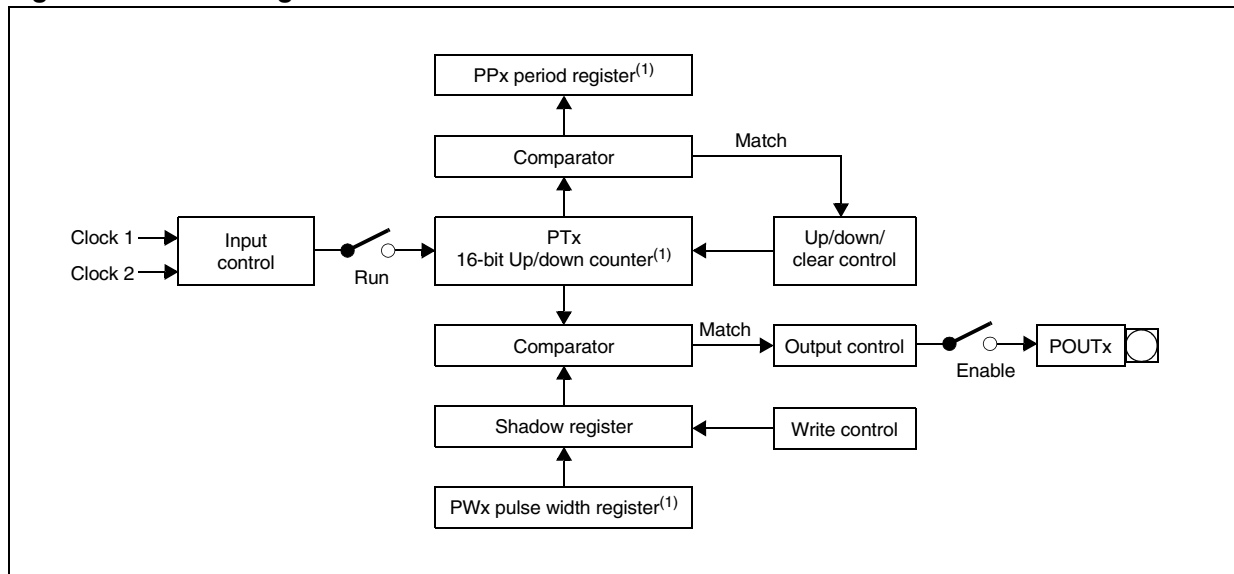 PPx period register(1)
Comparator
Match
Clock 1
Clock 2
Input
control
Run
PTx
16-bit Up/down counter(1)
Up/down/
clear control
Comparator
Match
Output control
Enable
POUTx
Shadow register
Write control
PWx pulse width register(1)